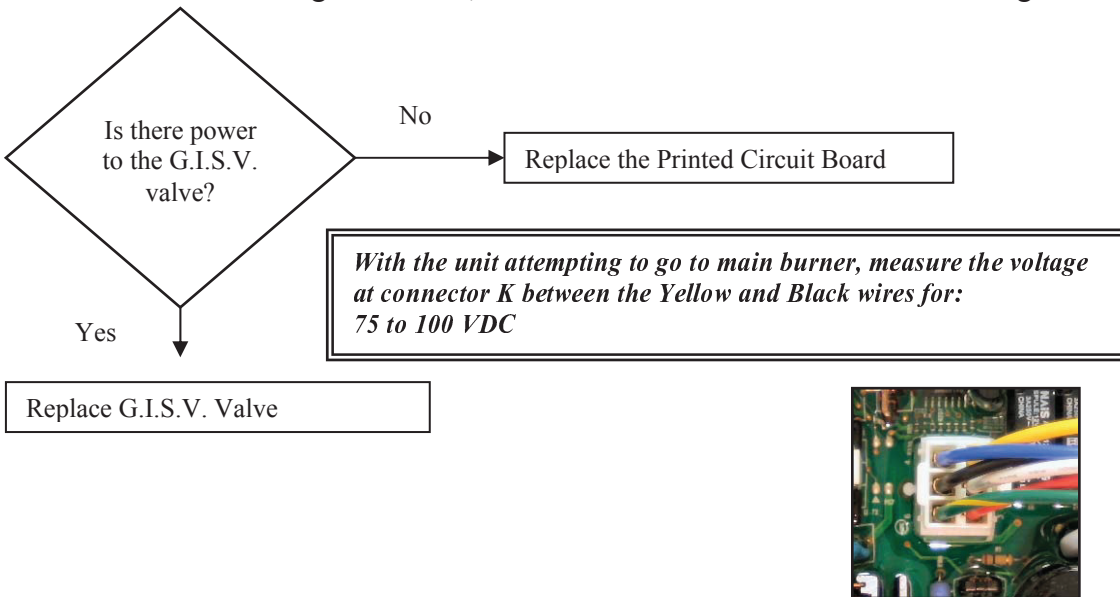 No
Is there power
to the G.I.S.V.
valve?
Replace the Printed Circuit Board
With the unit attempting to go to main burner, measure the voltage
at connector K between the Yellow and Black wires for:
75 to 100 VDC
Yes
Replace G.I.S.V. Valve
NAIS
CHINA